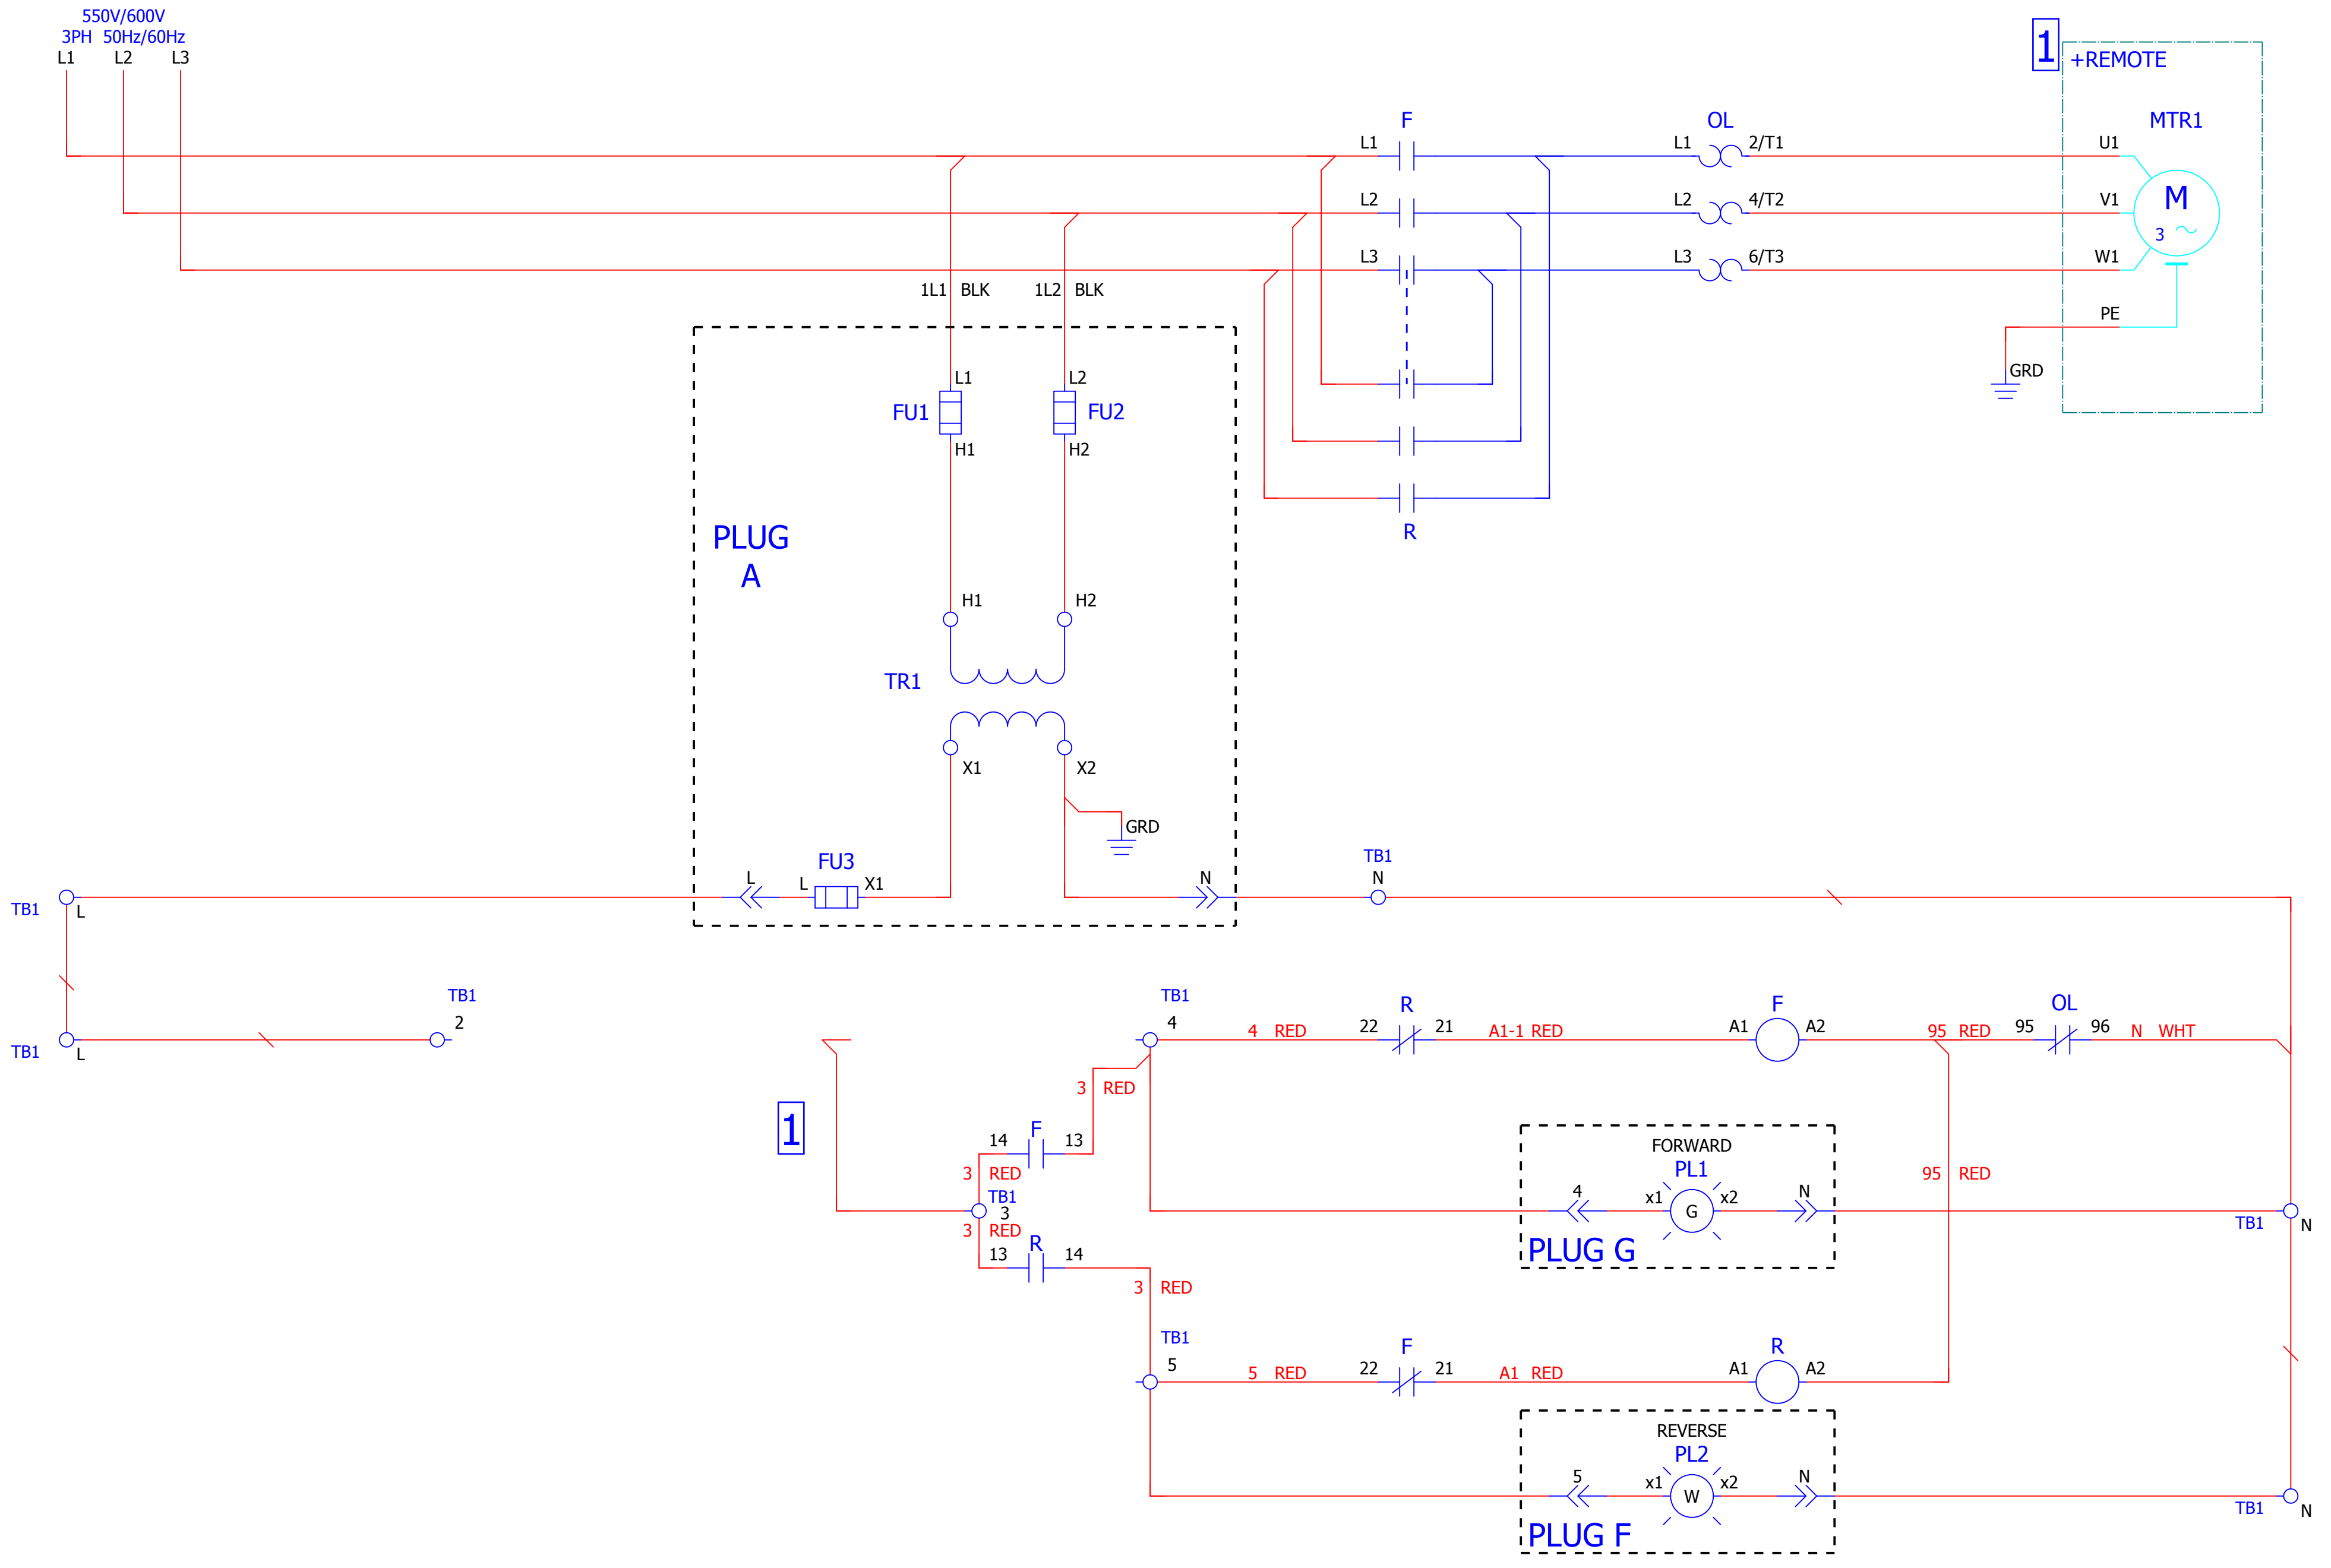 550V/600V
3PH 50Hz/60Hz
L1 L2 L3
1
+REMOTE
F
OL
MTR1
L1
L1
2/T1
U1
L2
L2
4/T2
V1
M
3
L3
L3
6/T3
W1
1L1 BLK
1L2 BLK
PE
GRD
L1
L2
FU1
FU2
H1
H2
R
PLUG
A
H1
H2
TR1
X1
X2
GRD
FU3
L
L
X1
N
TB1
N
TB1
L
TB1
2
TB1
L
TB1
4
4 RED
R
22
21
A1-1 RED
F
A1
A2
95 RED
OL
95
96
N WHT
3 RED
1
F
14
13
3 RED
TB1
3
3 RED
R
13
14
FORWARD
PL1
4
x1
G
x2
N
PLUG G
95 RED
TB1
N
3 RED
TB1
5
5 RED
F
22
21
A1 RED
R
A1
A2
REVERSE
PL2
5
x1
W
x2
N
PLUG F
TB1
N